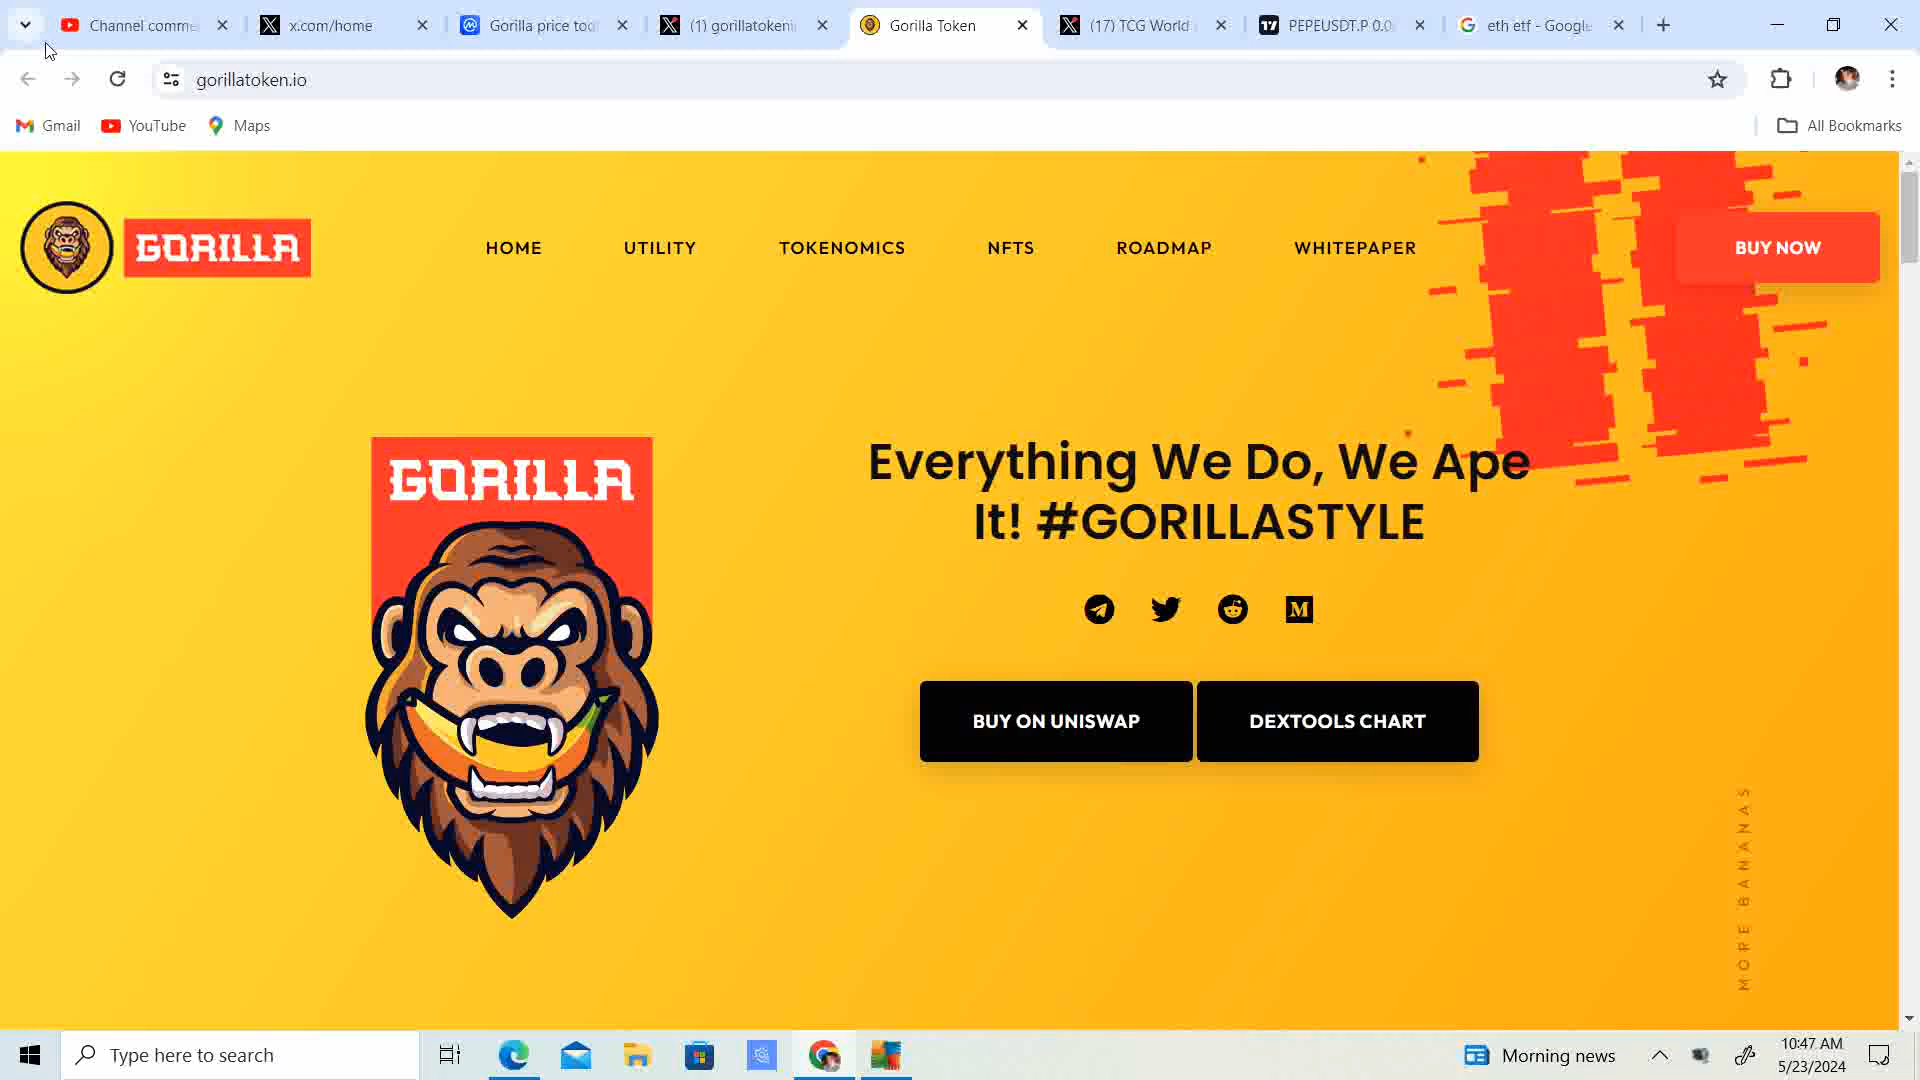 Channel comme
x.com/home
Gorilla price to
(1) gorillatokeni
Gorilla Token
(17) TCG World
PEPEUSDT.P 0.0
eth etf - Google
gorillatoken.io
Gmail
YouTube
Maps
All Bookmarks
GORILLA
HOME
UTILITY
TOKENOMICS
NFTS
ROADMAP
WHITEPAPER
BUY NOW
GORILLA
Everything We Do, We Ape
It! #GORILLASTYLE
BUY ON UNISWAP
DEXTOOLS CHART
MORE BANANAS
Type here to search
Morning news
10:47 AM
5/23/2024